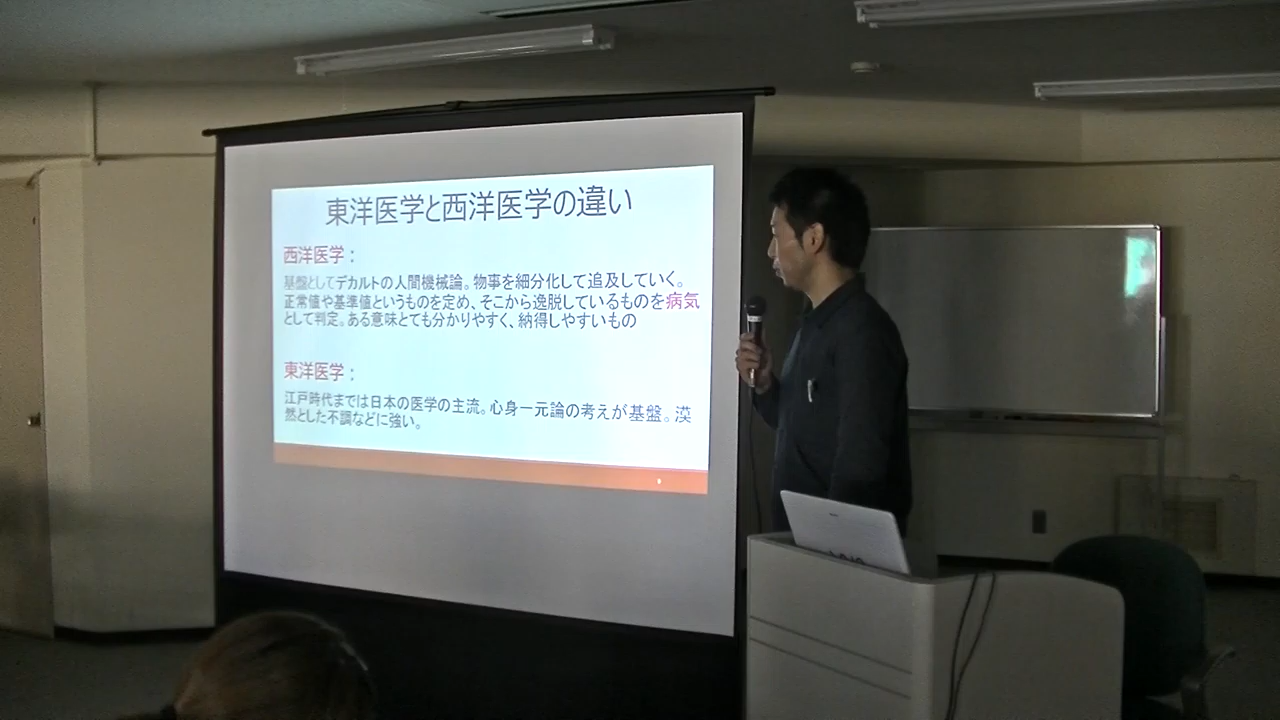 東洋医学と西洋医学の違い
西洋医学：
基盤としてデカルトの人間機械論。物事を細分化して追及していく。
正常値や基準値というものを定め、そこから逸脱しているものを病気
として判定。ある意味とても分かりやすく、納得しやすいもの
東洋医学：
江戸時代までは日本の医学の主流。心身一元論の考えが基盤。漠
然とした不調などに強い。